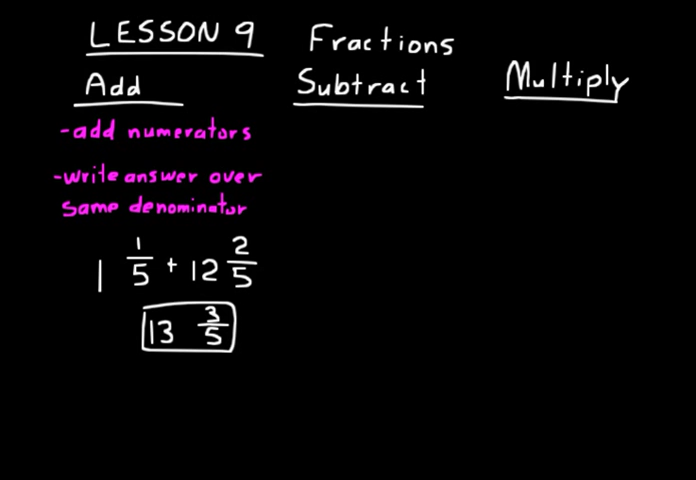 LESSON 9 Fractions
Add Subtract Multiply
-add numerators
-write answer over
same denominator
1 1/5 + 12 2/5
13 3/5